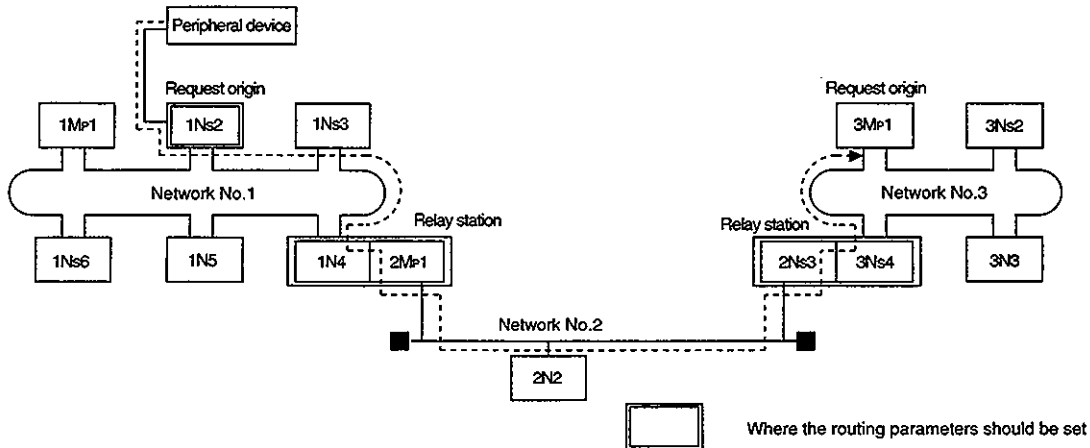 Peripheral device
Request origin
Request origin
1MP1
1NS2
1NS3
3MP1
3NS2
Network No.1
Network No.3
Relay station
Relay station
1NS6
1N5
1N4
2MP1
2NS3
3NS4
3N3
Network No.2
2N2
Where the routing parameters should be set